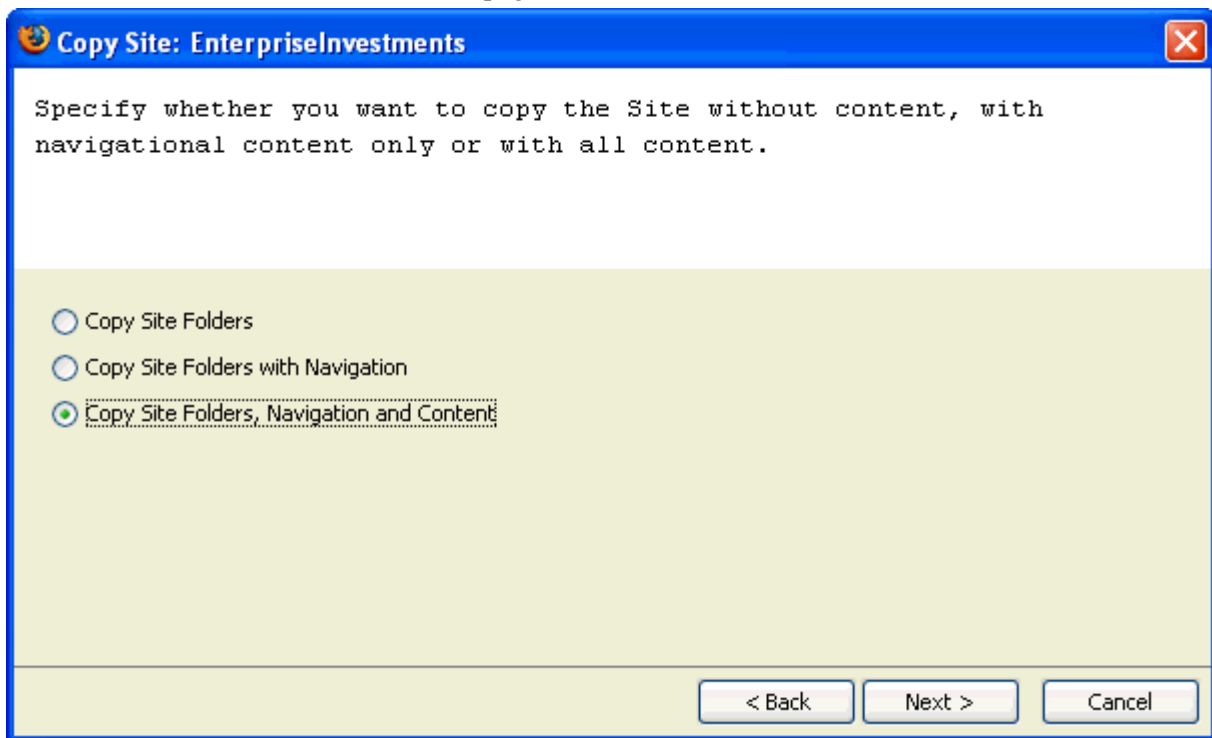 Copy Site: EnterpriseInvestments
Specify whether you want to copy the Site without content, with
navigational content only or with all content.
Copy Site Folders
Copy Site Folders with Navigation
Copy Site Folders, Navigation and Content
< Back Next > Cancel